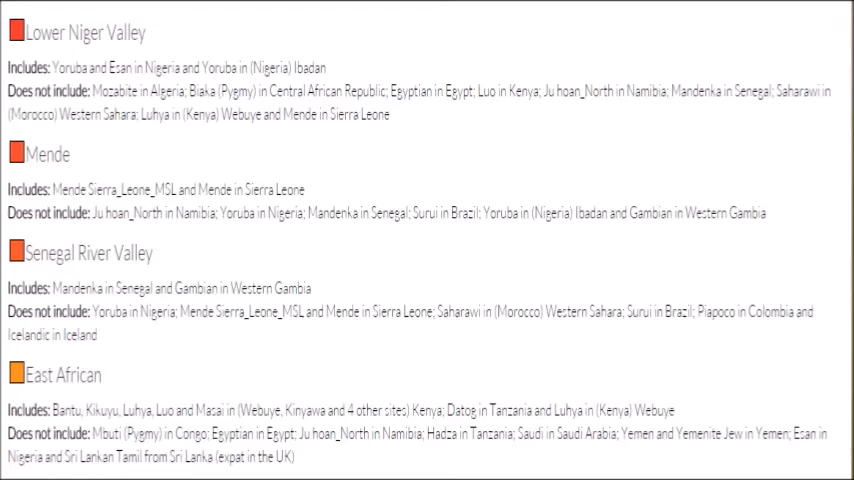 Lower Niger Valley
Includes: Yoruba and Esan in Nigeria and Yoruba in (Nigeria) Ibadan
Does not include: Mozabite in Algeria; Biaka (Pygmy) in Central African Republic; Egyptian in Egypt; Luo in Kenya; Ju hoan_North in Namibia; Mandenka in Senegal; Saharawi in
(Morocco) Western Sahara; Luhya in (Kenya) Webuye and Mende in Sierra Leone
Mende
Includes: Mende Sierra_Leone_MSL and Mende in Sierra Leone
Does not include: Ju hoan_North in Namibia; Yoruba in Nigeria; Mandenka in Senegal; Surui in Brazil; Yoruba in (Nigeria) Ibadan and Gambian in Western Gambia
Senegal River Valley
Includes: Mandenka in Senegal and Gambian in Western Gambia
Does not include: Yoruba in Nigeria; Mende Sierra_Leone_MSL and Mende in Sierra Leone; Saharawi in (Morocco) Western Sahara; Surui in Brazil; Piapoco in Colombia and
Icelandic in Iceland
East African
Includes: Bantu, Kikuyu, Luhya, Luo and Masai in (Webuye, Kinyawa and 4 other sites) Kenya; Datog in Tanzania and Luhya in (Kenya) Webuye
Does not include: Mbuti (Pygmy) in Congo; Egyptian in Egypt; Ju hoan_North in Namibia; Hadza in Tanzania; Saudi in Saudi Arabia; Yemen and Yemenite Jew in Yemen; Esan in
Nigeria and Sri Lankan Tamil from Sri Lanka (expat in the UK)